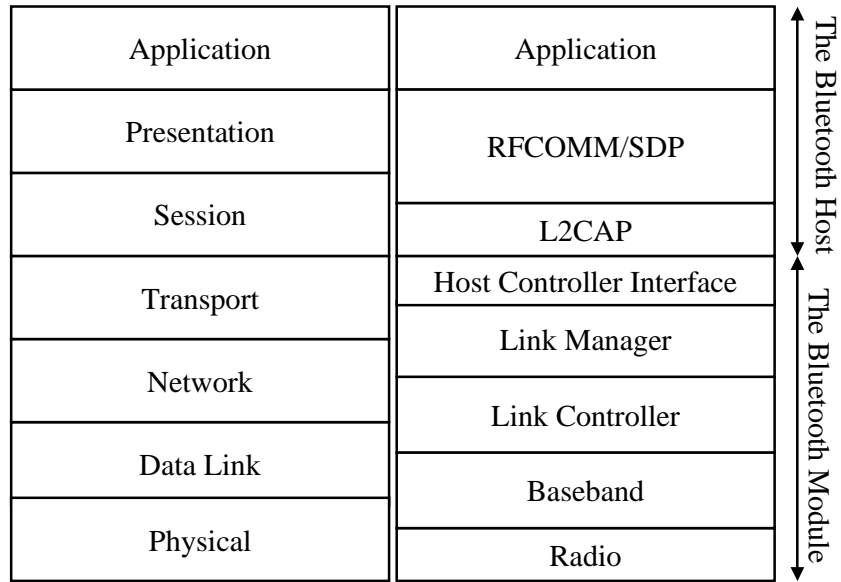 Application
Presentation
Session
Transport
Network
Data Link
Physical
Application
RFCOMM/SDP
L2CAP
Host Controller Interface
Link Manager
Link Controller
Baseband
Radio
The Bluetooth Host
The Bluetooth Module